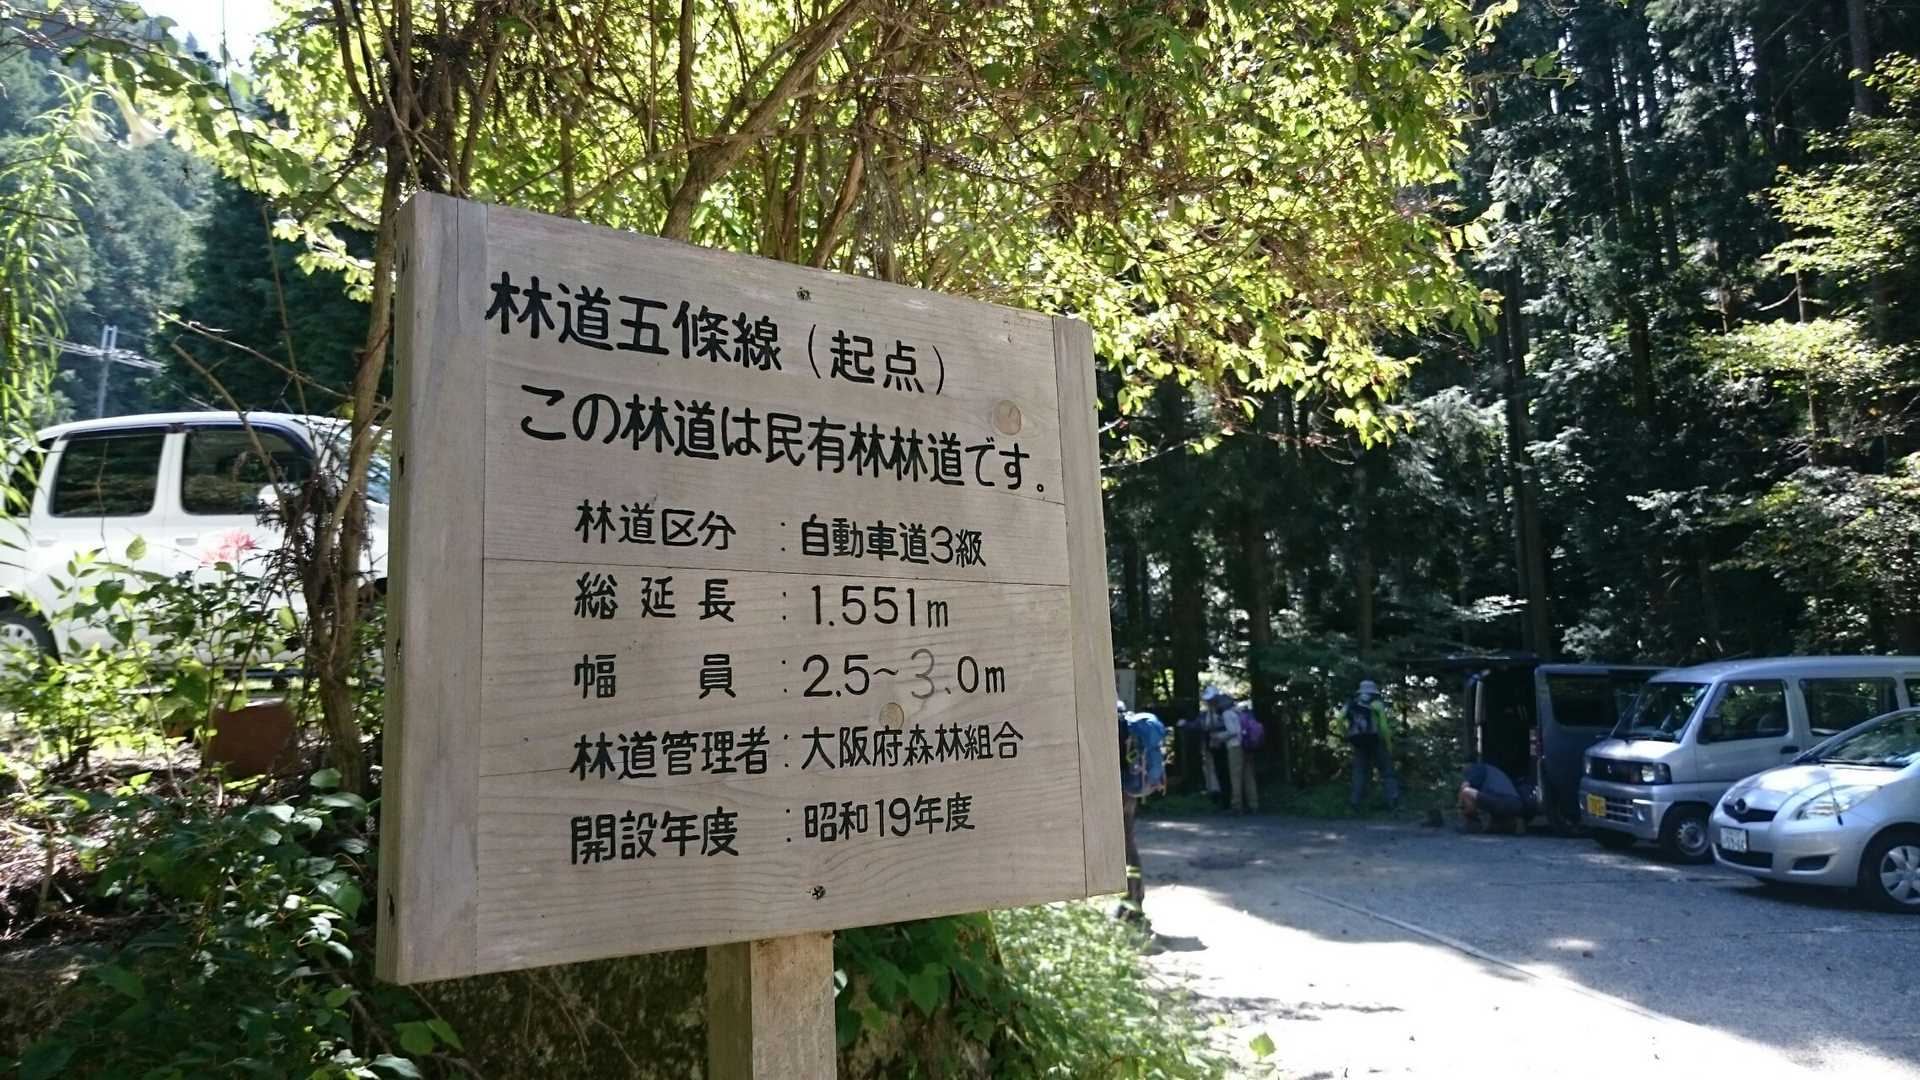 林道五條線（起点）
この林道は民有林林道です。
林道区分 : 自動車道3級
総延長 : 1.551m
幅員 : 2.5~3.0m
林道管理者 : 大阪府森林組合
開設年度 : 昭和19年度